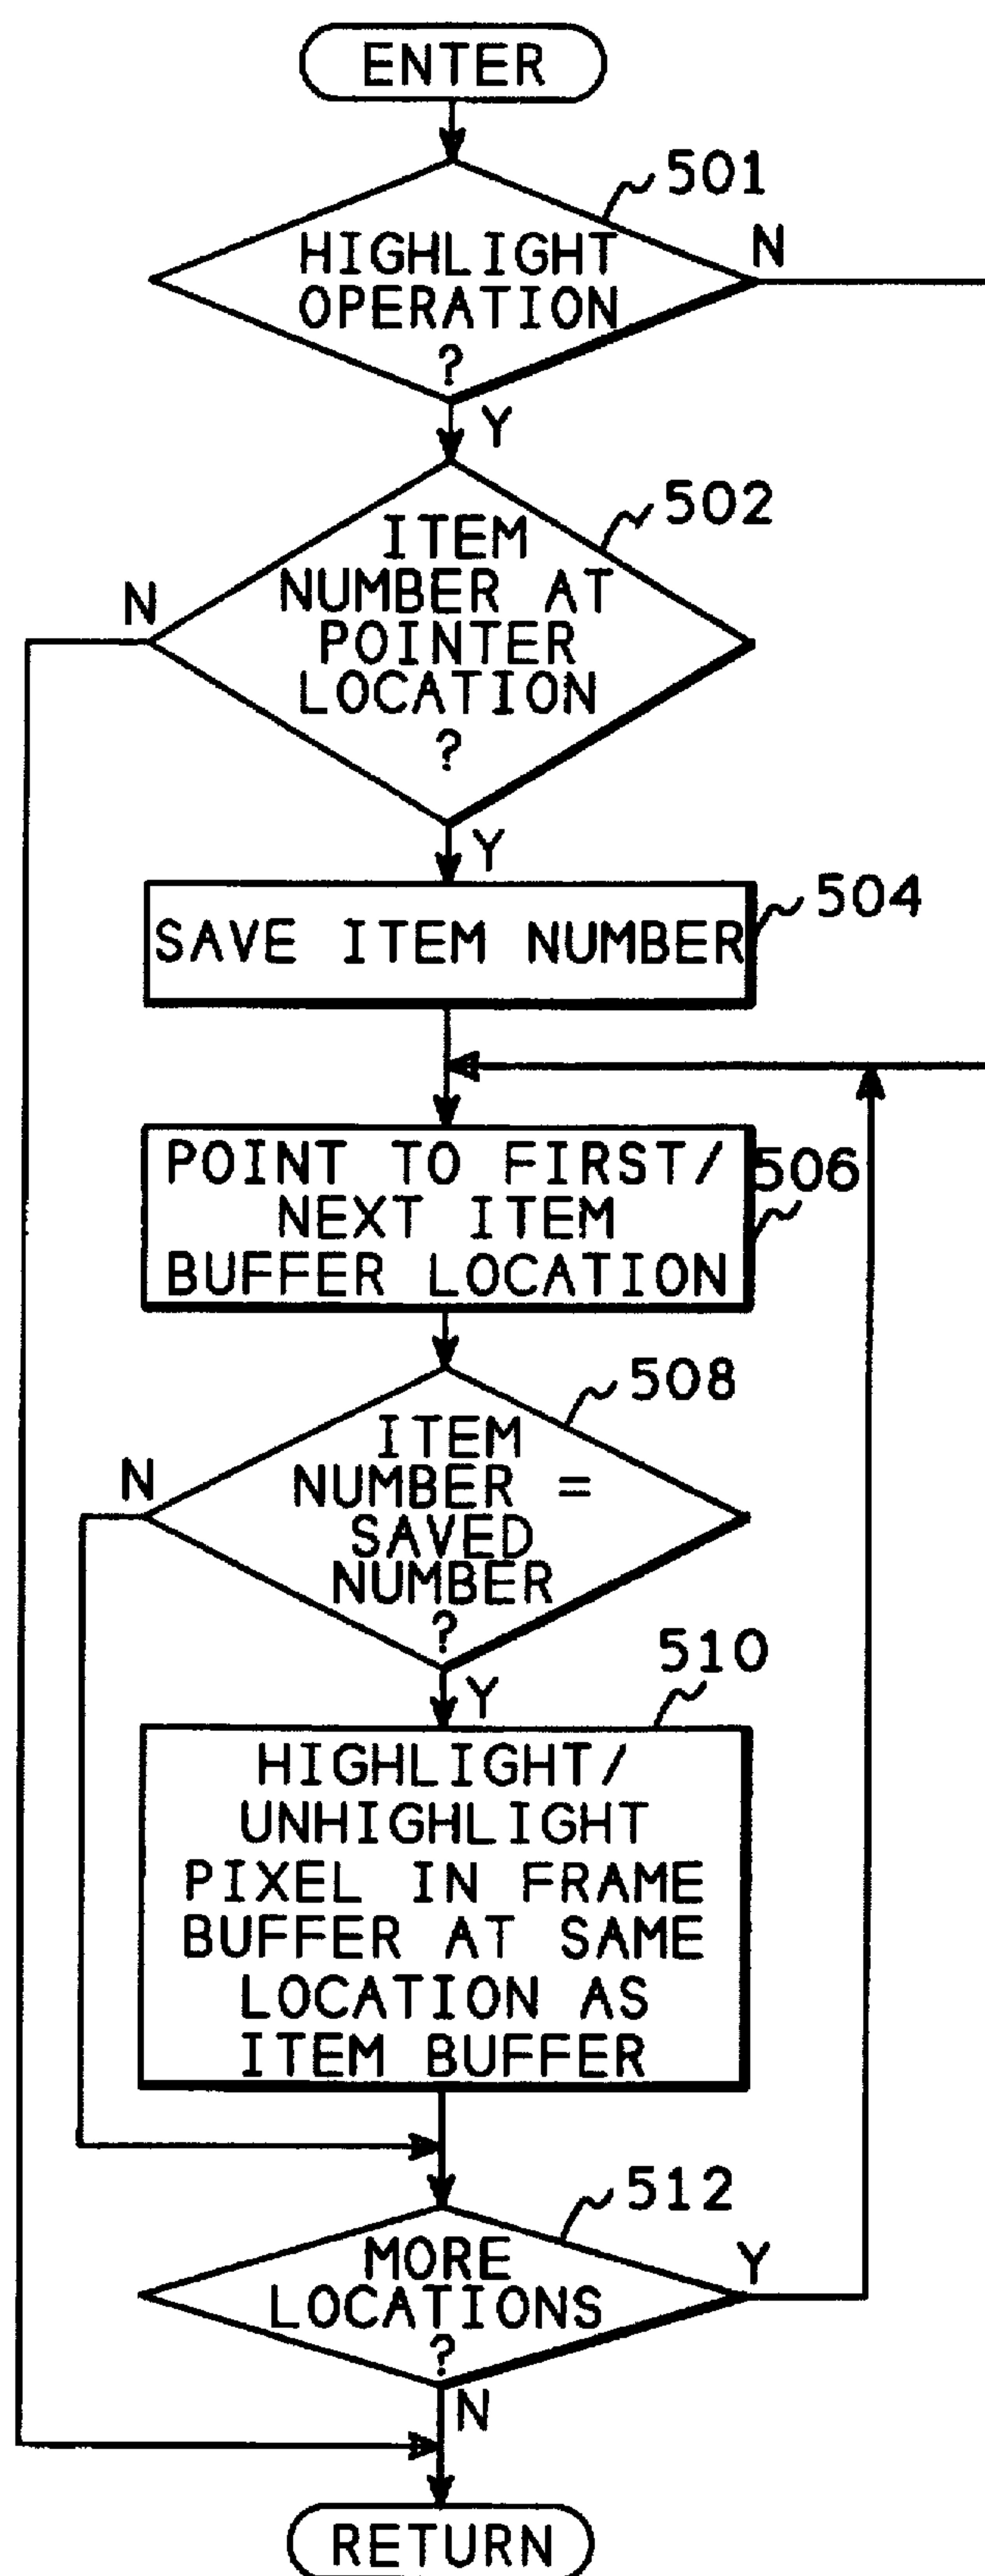 ENTER
501
HIGHLIGHT
OPERATION
?
N
Y
502
ITEM
NUMBER AT
POINTER
LOCATION
?
N
Y
504
SAVE ITEM NUMBER
506
POINT TO FIRST/
NEXT ITEM
BUFFER LOCATION
508
ITEM
NUMBER =
SAVED
NUMBER
?
N
Y
510
HIGHLIGHT/
UNHIGHLIGHT
PIXEL IN FRAME
BUFFER AT SAME
LOCATION AS
ITEM BUFFER
512
MORE
LOCATIONS
?
Y
N
RETURN